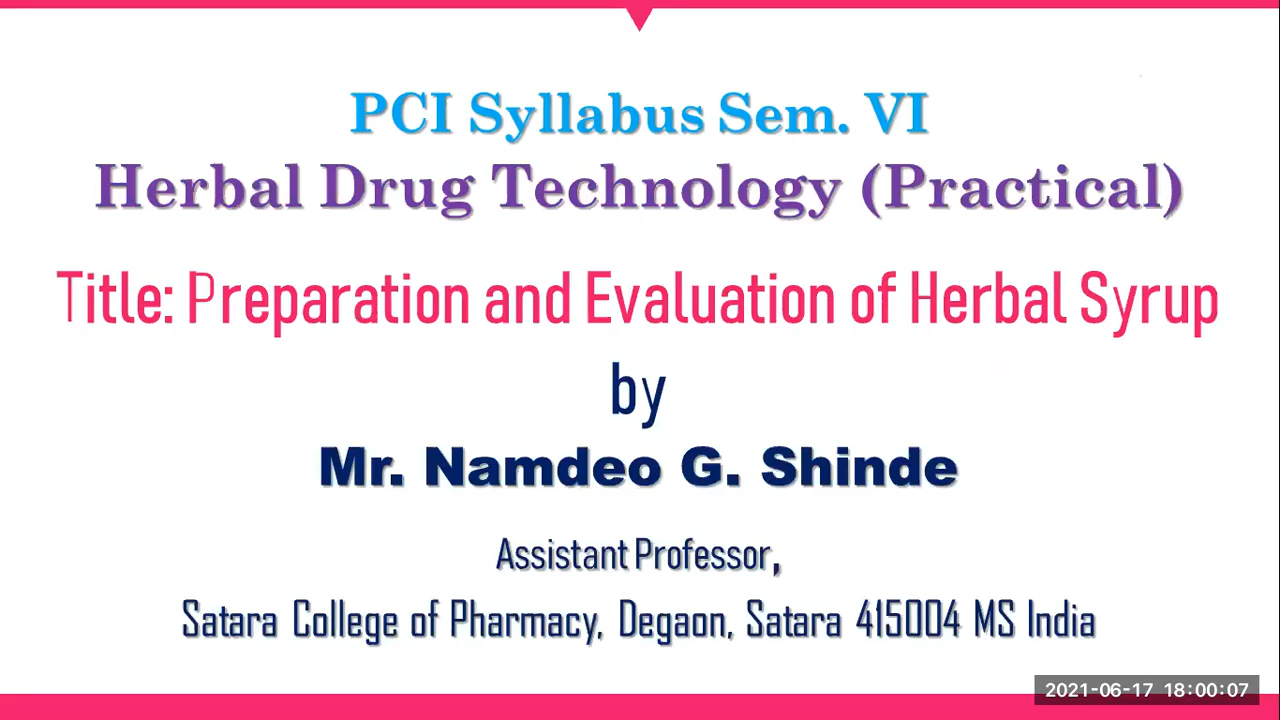 PCI Syllabus Sem. VI
Herbal Drug Technology (Practical)
Title: Preparation and Evaluation of Herbal Syrup
by
Mr. Namdeo G. Shinde
Assistant Professor,
Satara College of Pharmacy, Degaon, Satara 415004 MS India
2021-06-17 18:00:07